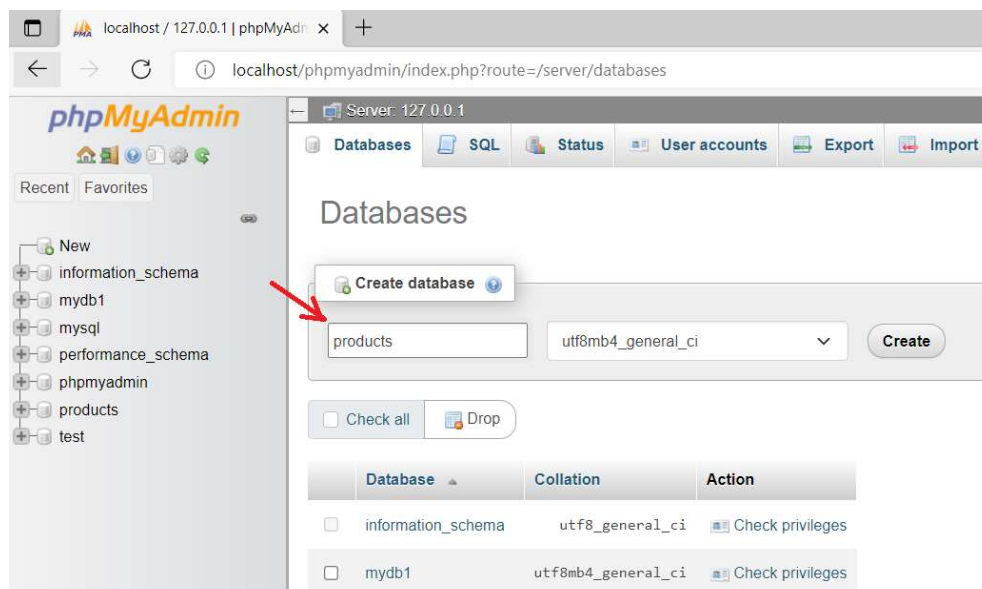 localhost / 127.0.0.1 | phpMyAdn
localhost/phpmyadmin/index.php?route=/server/databases
phpMyAdmin
Recent Favorites
New
information_schema
mydb1
mysql
performance_schema
phpmyadmin
products
test
Server: 127.0.0.1
Databases SQL Status User accounts Export Import
Databases
Create database
products utf8mb4_general_ci Create
Check all Drop
Database Collation Action
information_schema utf8_general_ci Check privileges
mydb1 utf8mb4_general_ci Check privileges